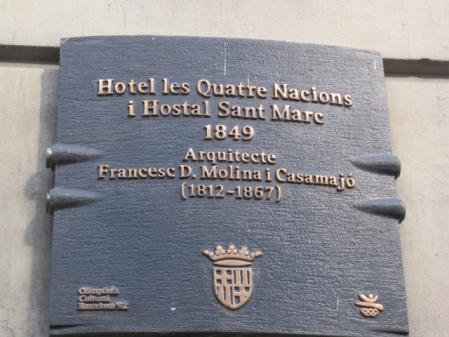 Hotel les Quatre Nacions
i Hostal Sant Marc
1849
Arquitecte
Francesc D. Molina i Casamajó
(1812-1867)
Olimpíada
Cultural
Barcelona '92